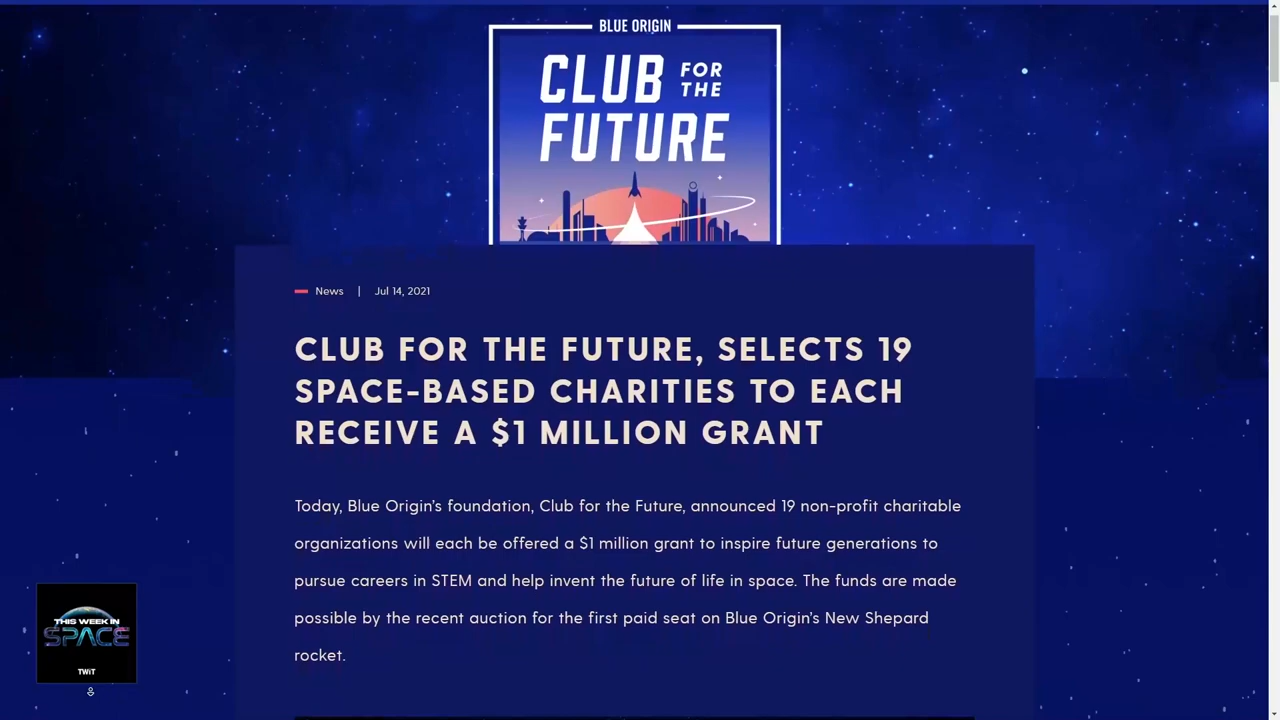 BLUE ORIGIN
CLUB FOR THE
FUTURE
News | Jul 14, 2021
CLUB FOR THE FUTURE, SELECTS 19
SPACE-BASED CHARITIES TO EACH
RECEIVE A $1 MILLION GRANT
Today, Blue Origin’s foundation, Club for the Future, announced 19 non-profit charitable
organizations will each be offered a $1 million grant to inspire future generations to
pursue careers in STEM and help invent the future of life in space. The funds are made
possible by the recent auction for the first paid seat on Blue Origin’s New Shepard
rocket.
THIS WEEK IN
SPACE
TWiT